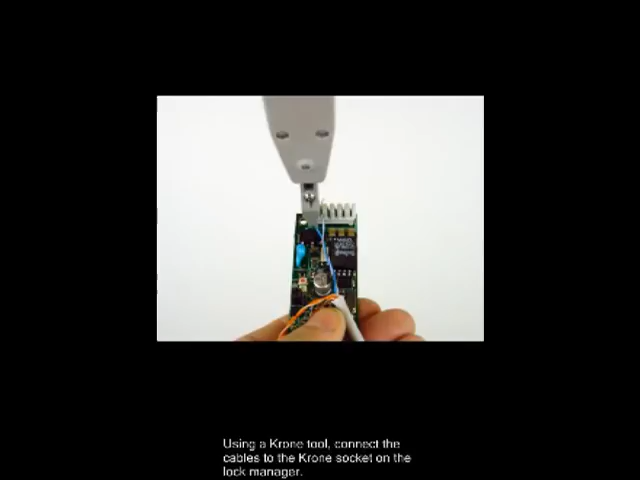 Using a Krone tool, connect the
cables to the Krone socket on the
lock manager.